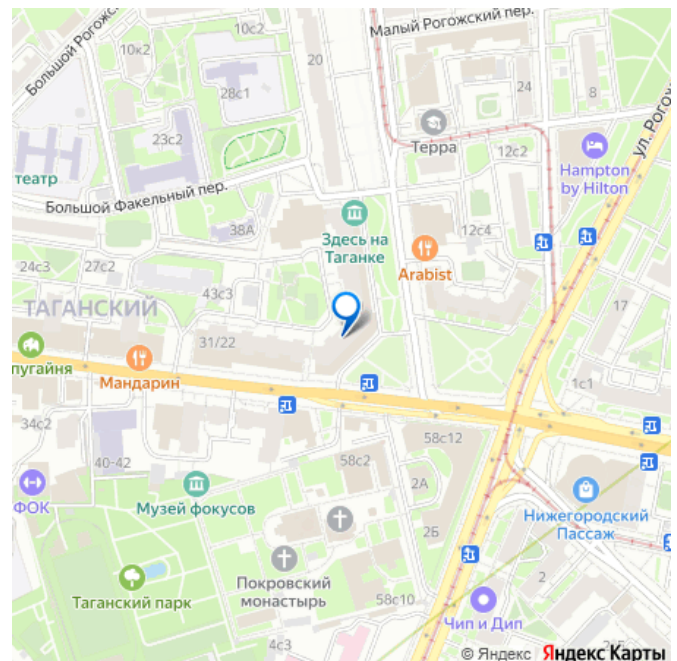 Большой Рогожс
10к2
10с2
Малый Рогожский пер.
20
28с1
24
8
23с2
Терра
12с2
ул. Рогож
Hampton
by Hilton
театр
Большой Факельный пер.
38А
Здесь на
Таганке
12с4
Arabist
24с3
27с2
43с3
ТАГАНСКИЙ
17
31/22
пугайня
Мандарин
1с1
34с2
58с12
40-42
58с2
2А
ФОК
Музей фокусов
Нижегородский
Пассаж
2Б
Покровский
монастырь
2
Таганский парк
58с10
Чип и Дип
4с3
© Яндекс Яндекс Карты